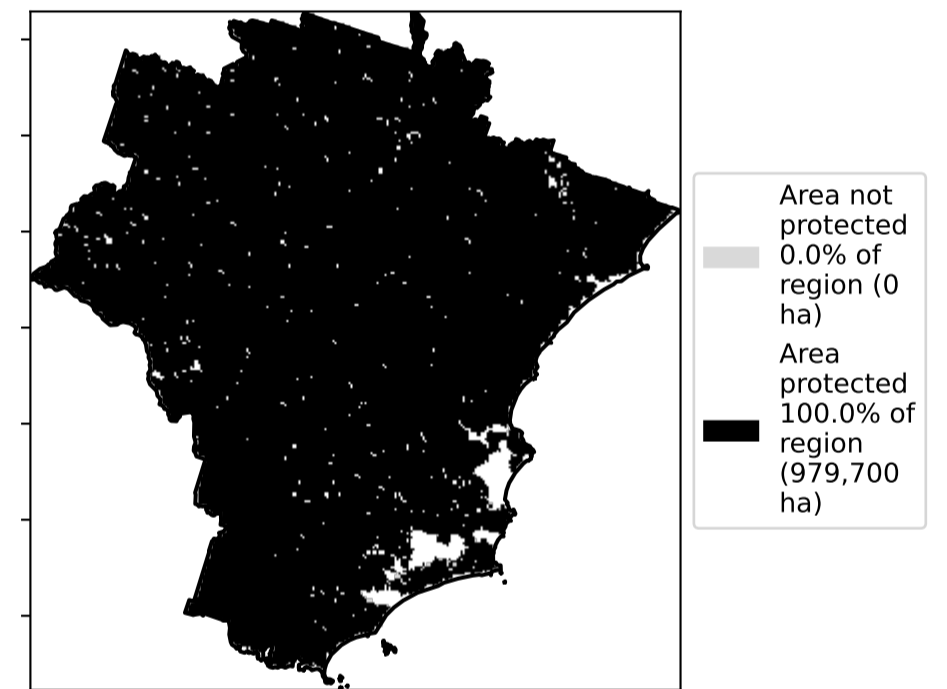 Area not
protected
0.0% of
region (0
ha)
Area
protected
100.0% of
region
(979,700
ha)